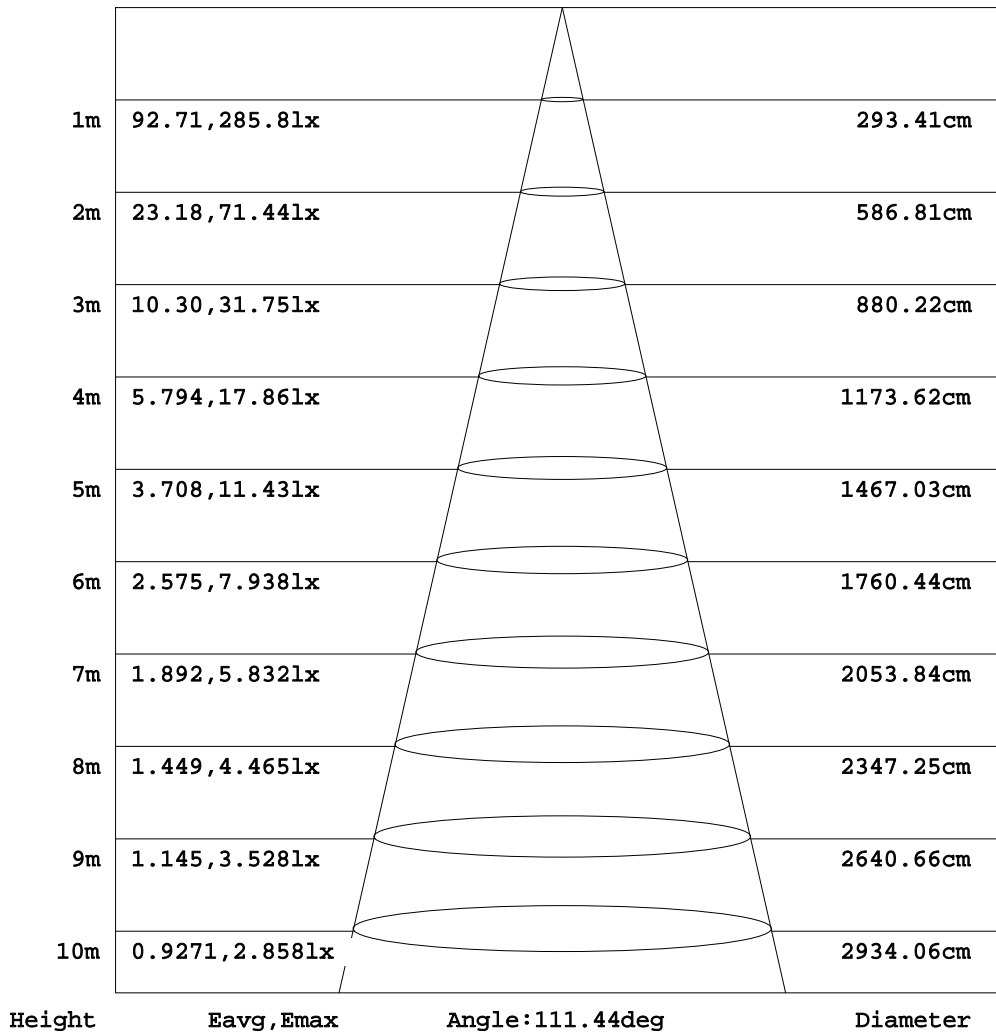 1m 92.71,285.8lx 293.41cm
2m 23.18,71.44lx 586.81cm
3m 10.30,31.75lx 880.22cm
4m 5.794,17.86lx 1173.62cm
5m 3.708,11.43lx 1467.03cm
6m 2.575,7.938lx 1760.44cm
7m 1.892,5.832lx 2053.84cm
8m 1.449,4.465lx 2347.25cm
9m 1.145,3.528lx 2640.66cm
10m 0.9271,2.858lx 2934.06cm
Height Eavg,Emax Angle:111.44deg Diameter